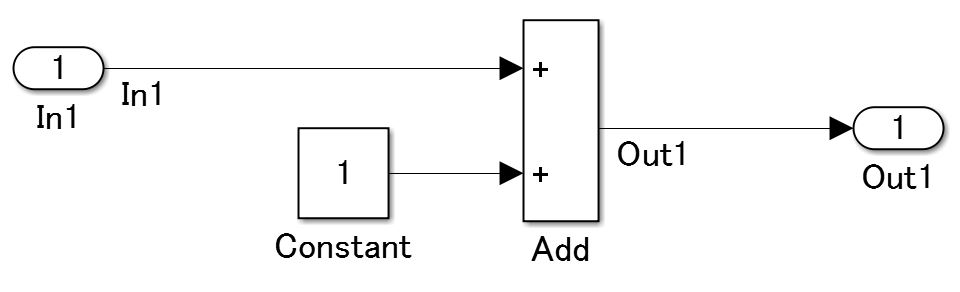 1
In1
In1
1
Constant
+
+
Add
Out1
1
Out1